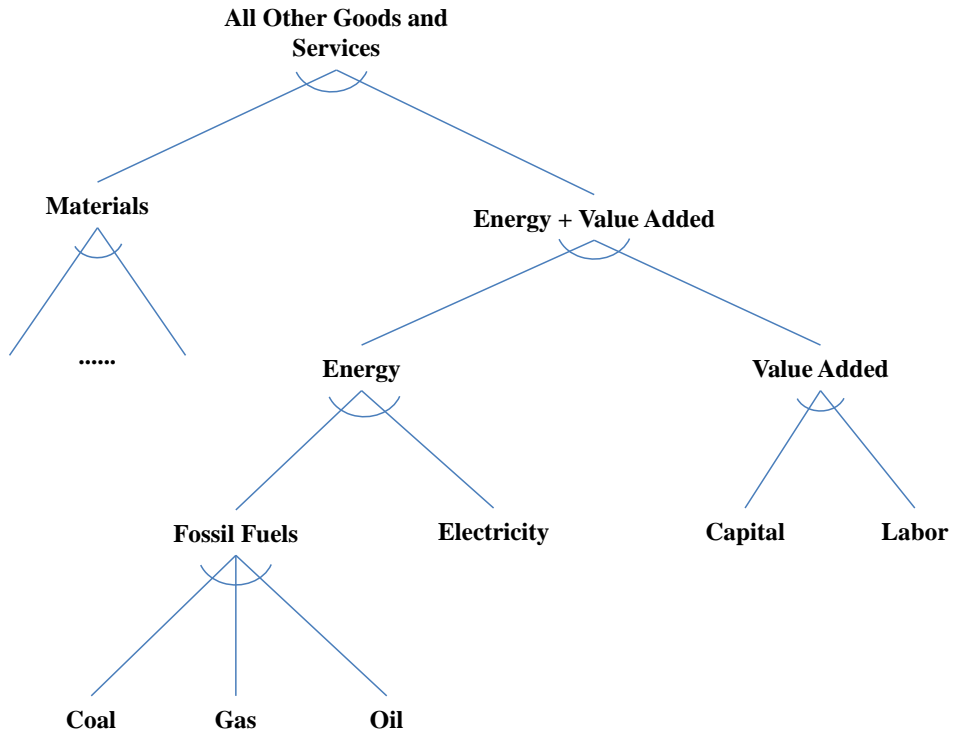 All Other Goods and
Services
Materials
Energy + Value Added
......
Energy
Value Added
Fossil Fuels
Electricity
Capital
Labor
Coal
Gas
Oil